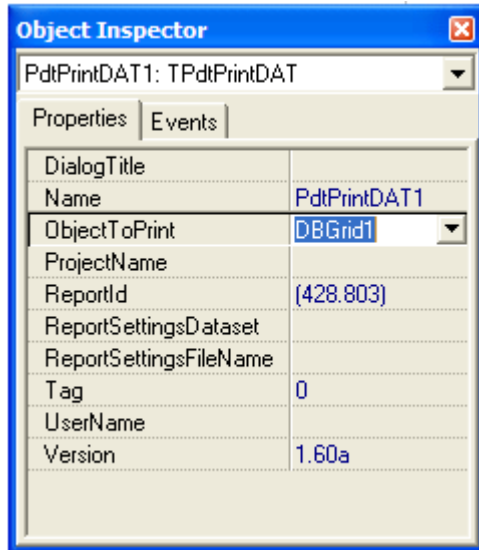 Object Inspector
PdtPrintDAT1: TPdtPrintDAT
Properties Events
DialogTitle
Name PdtPrintDAT1
ObjectToPrint DBGrid1
ProjectName
ReportId (428.803)
ReportSettingsDataset
ReportSettingsFileName
Tag 0
UserName
Version 1.60a